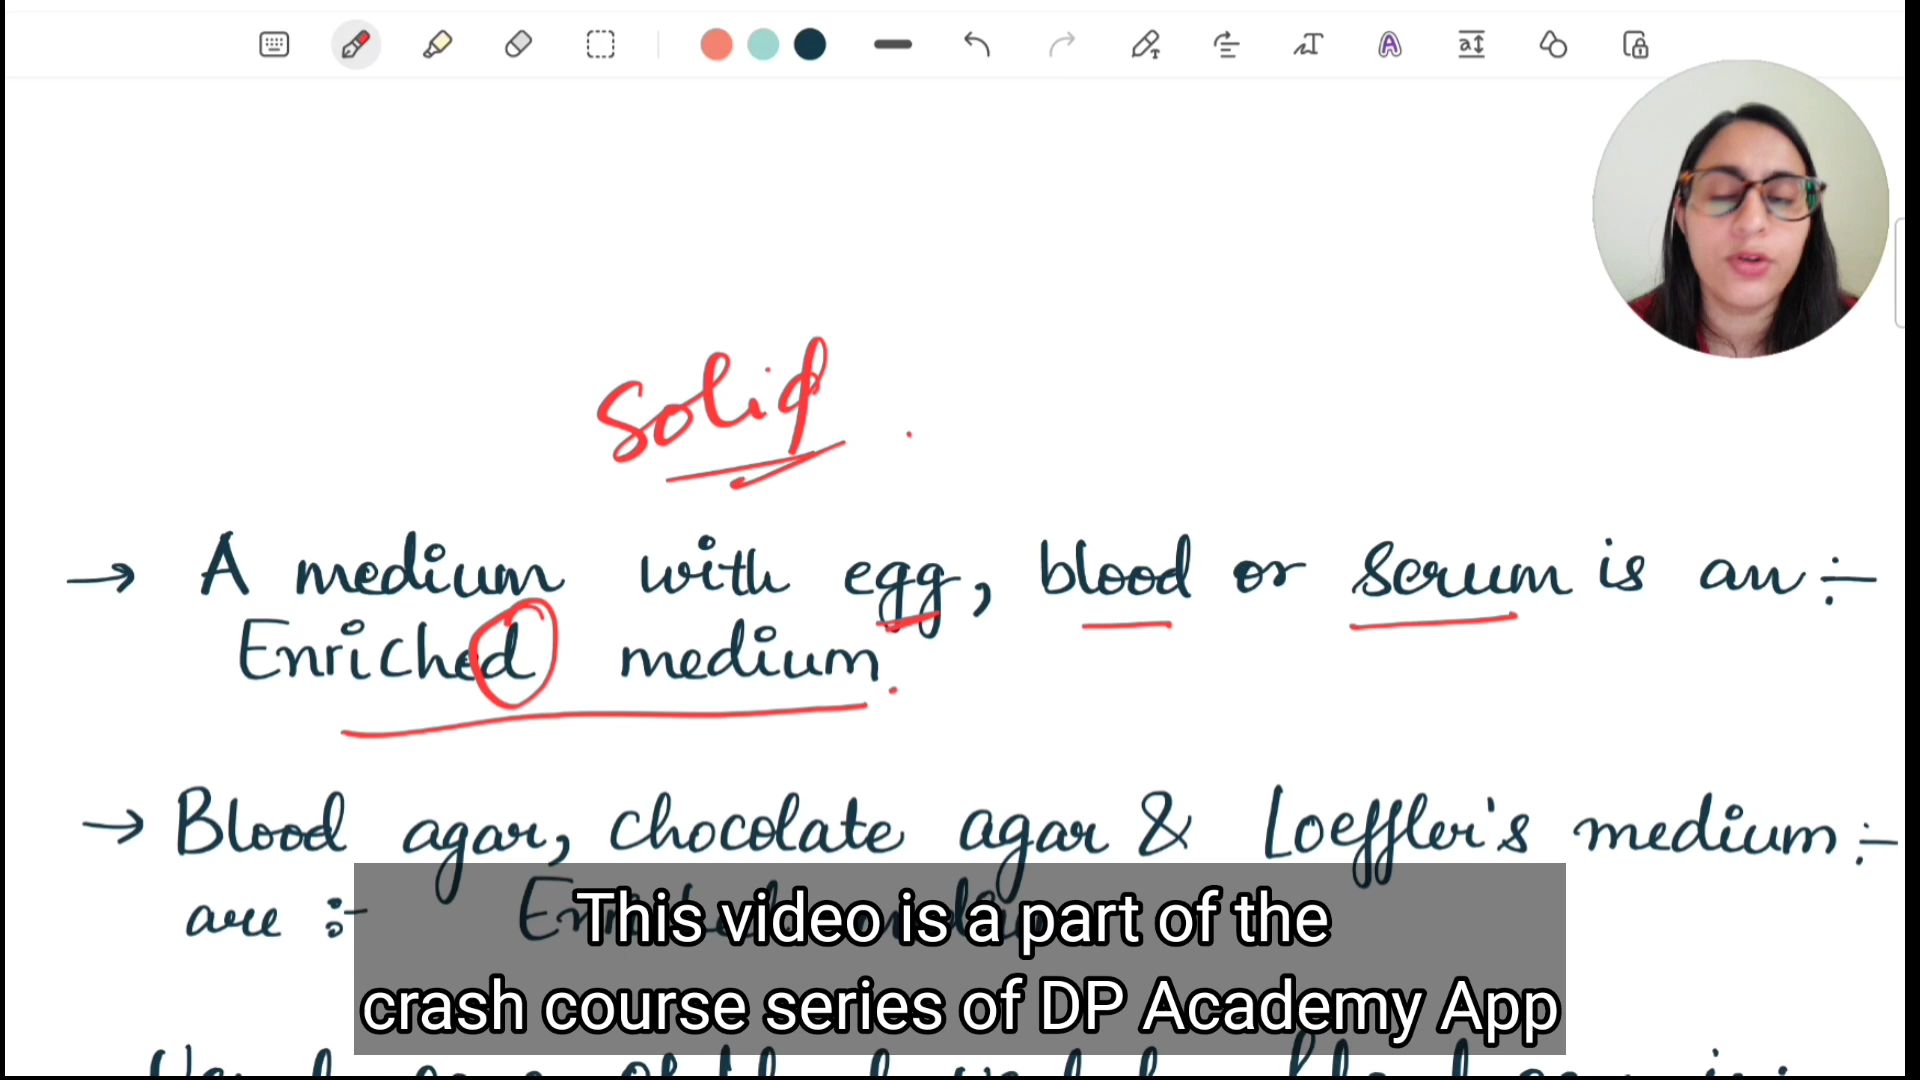 Solid
→ A medium with egg, blood or serum is an :-
Enriched medium.
→ Blood agar, chocolate agar & Loeffler's medium :-
are :-
This video is a part of the
crash course series of DP Academy App